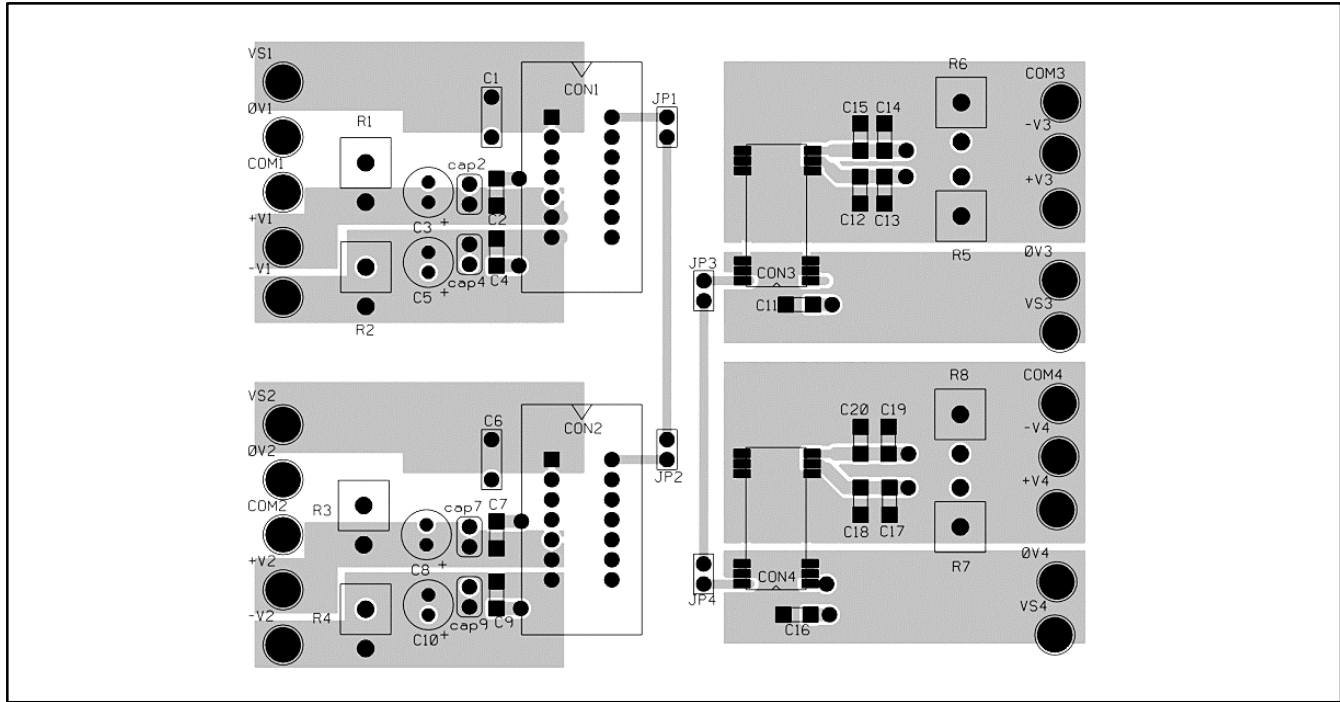 VS1
ØV1
COM1
+V1
-V1
R1
R2
C1
CON1
cap2
C2
C3
+
cap4
C4
C5
+
JP1
VS2
ØV2
COM2
+V2
-V2
R3
R4
C6
CON2
cap7
C7
C8
+
cap9
C9
C10
+
JP2
R6
COM3
C15
C14
-V3
+V3
C12
C13
R5
ØV3
JP3
CON3
C11
VS3
R8
COM4
C20
C19
-V4
+V4
C18
C17
R7
ØV4
JP4
CON4
C16
VS4